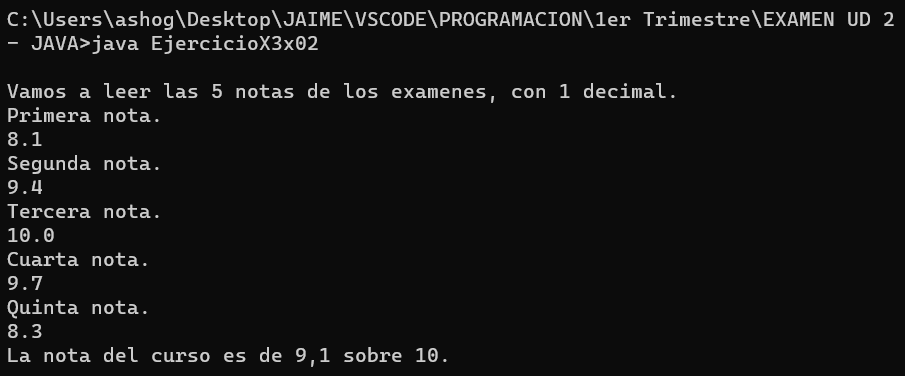 C:\Users\ashog\Desktop\JAIME\VSCODE\PROGRAMACION\1er Trimestre\EXAMEN UD 2
- JAVA>java EjercicioX3x02
Vamos a leer las 5 notas de los examenes, con 1 decimal.
Primera nota.
8.1
Segunda nota.
9.4
Tercera nota.
10.0
Cuarta nota.
9.7
Quinta nota.
8.3
La nota del curso es de 9,1 sobre 10.